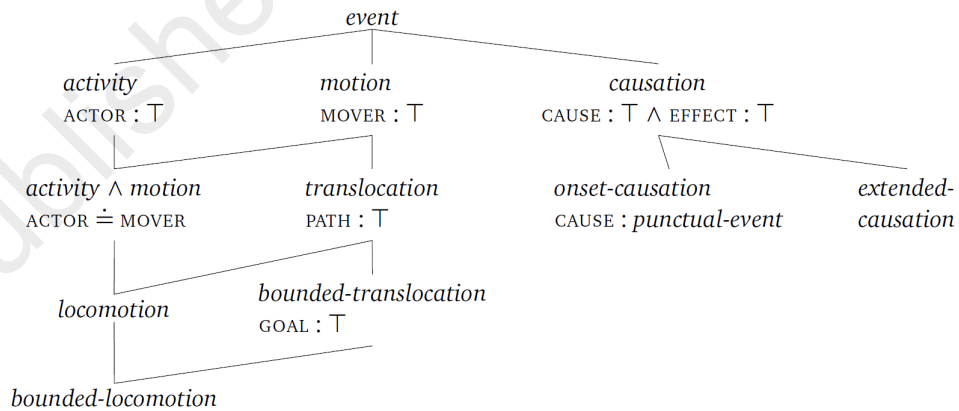 event
activity motion causation
ACTOR : ⊤ MOVER : ⊤ CAUSE : ⊤ ∧ EFFECT : ⊤
activity ∧ motion translocation onset-causation extended-
ACTOR ≐ MOVER PATH : ⊤ CAUSE : punctual-event causation
locomotion bounded-translocation
GOAL : ⊤
bounded-locomotion